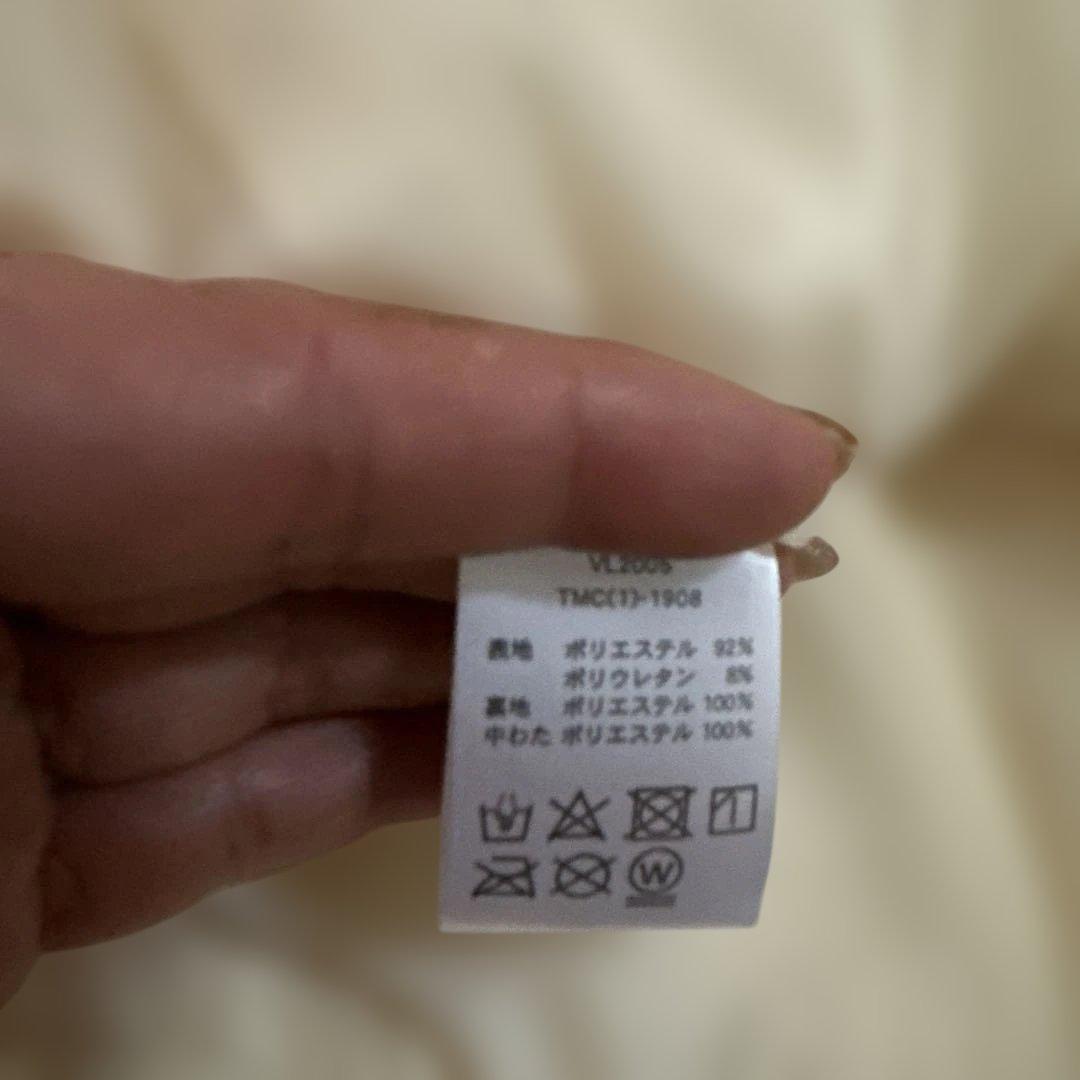 VL2005
TMC(1)-1908
表地 ポリエステル 92%
ポリウレタン 8%
裏地 ポリエステル 100%
中わた ポリエステル 100%
W